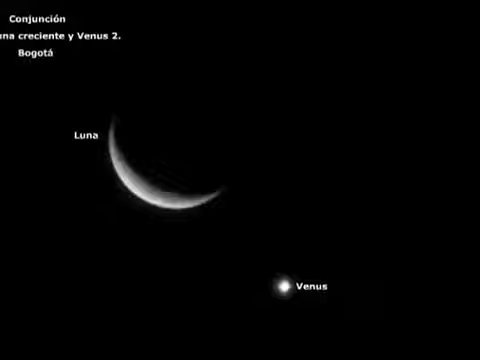 Conjunción
una creciente y Venus 2.
Bogotá
Luna
Venus